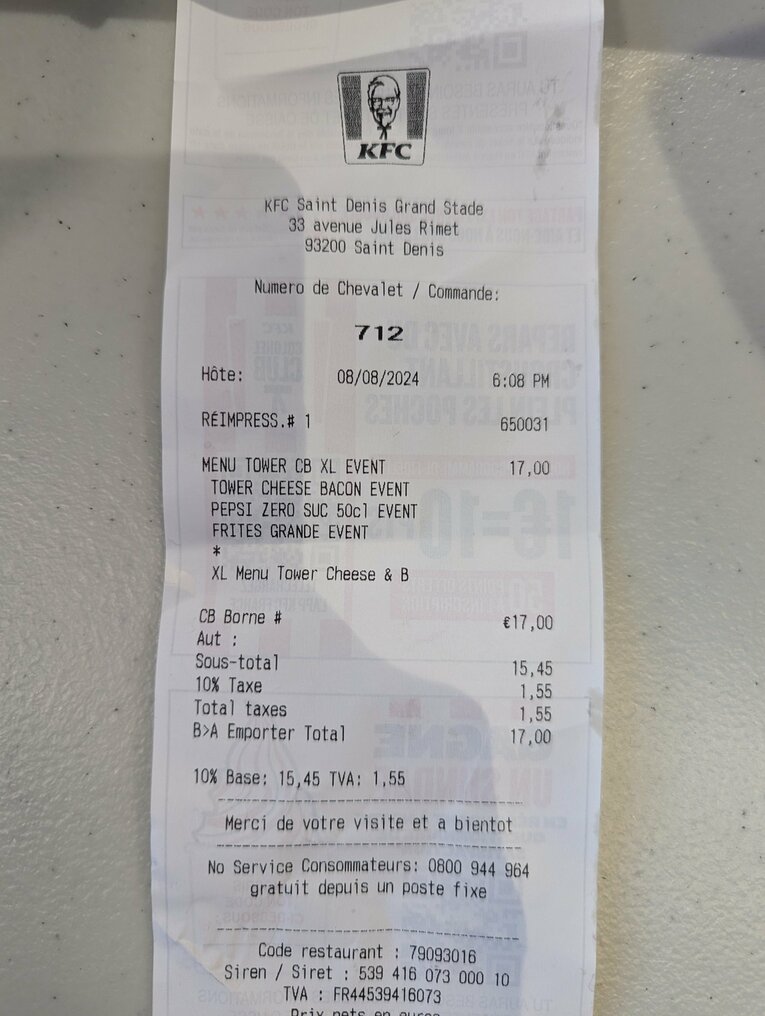 KFC
KFC Saint Denis Grand Stade
33 avenue Jules Rimet
93200 Saint Denis
Numero de Chevalet / Commande:
712
Hôte: 08/08/2024 6:08 PM
RÉIMPRESS.# 1 650031
MENU TOWER CB XL EVENT 17,00
TOWER CHEESE BACON EVENT
PEPSI ZERO SUC 50cl EVENT
FRITES GRANDE EVENT
*
XL Menu Tower Cheese & B
CB Borne # €17,00
Aut :
Sous-total 15,45
10% Taxe 1,55
Total taxes 1,55
B>A Emporter Total 17,00
10% Base: 15,45 TVA: 1,55
Merci de votre visite et a bientot
No Service Consommateurs: 0800 944 964
gratuit depuis un poste fixe
Code restaurant : 79093016
Siren / Siret : 539 416 073 000 10
TVA : FR44539416073
Prix nets en euros